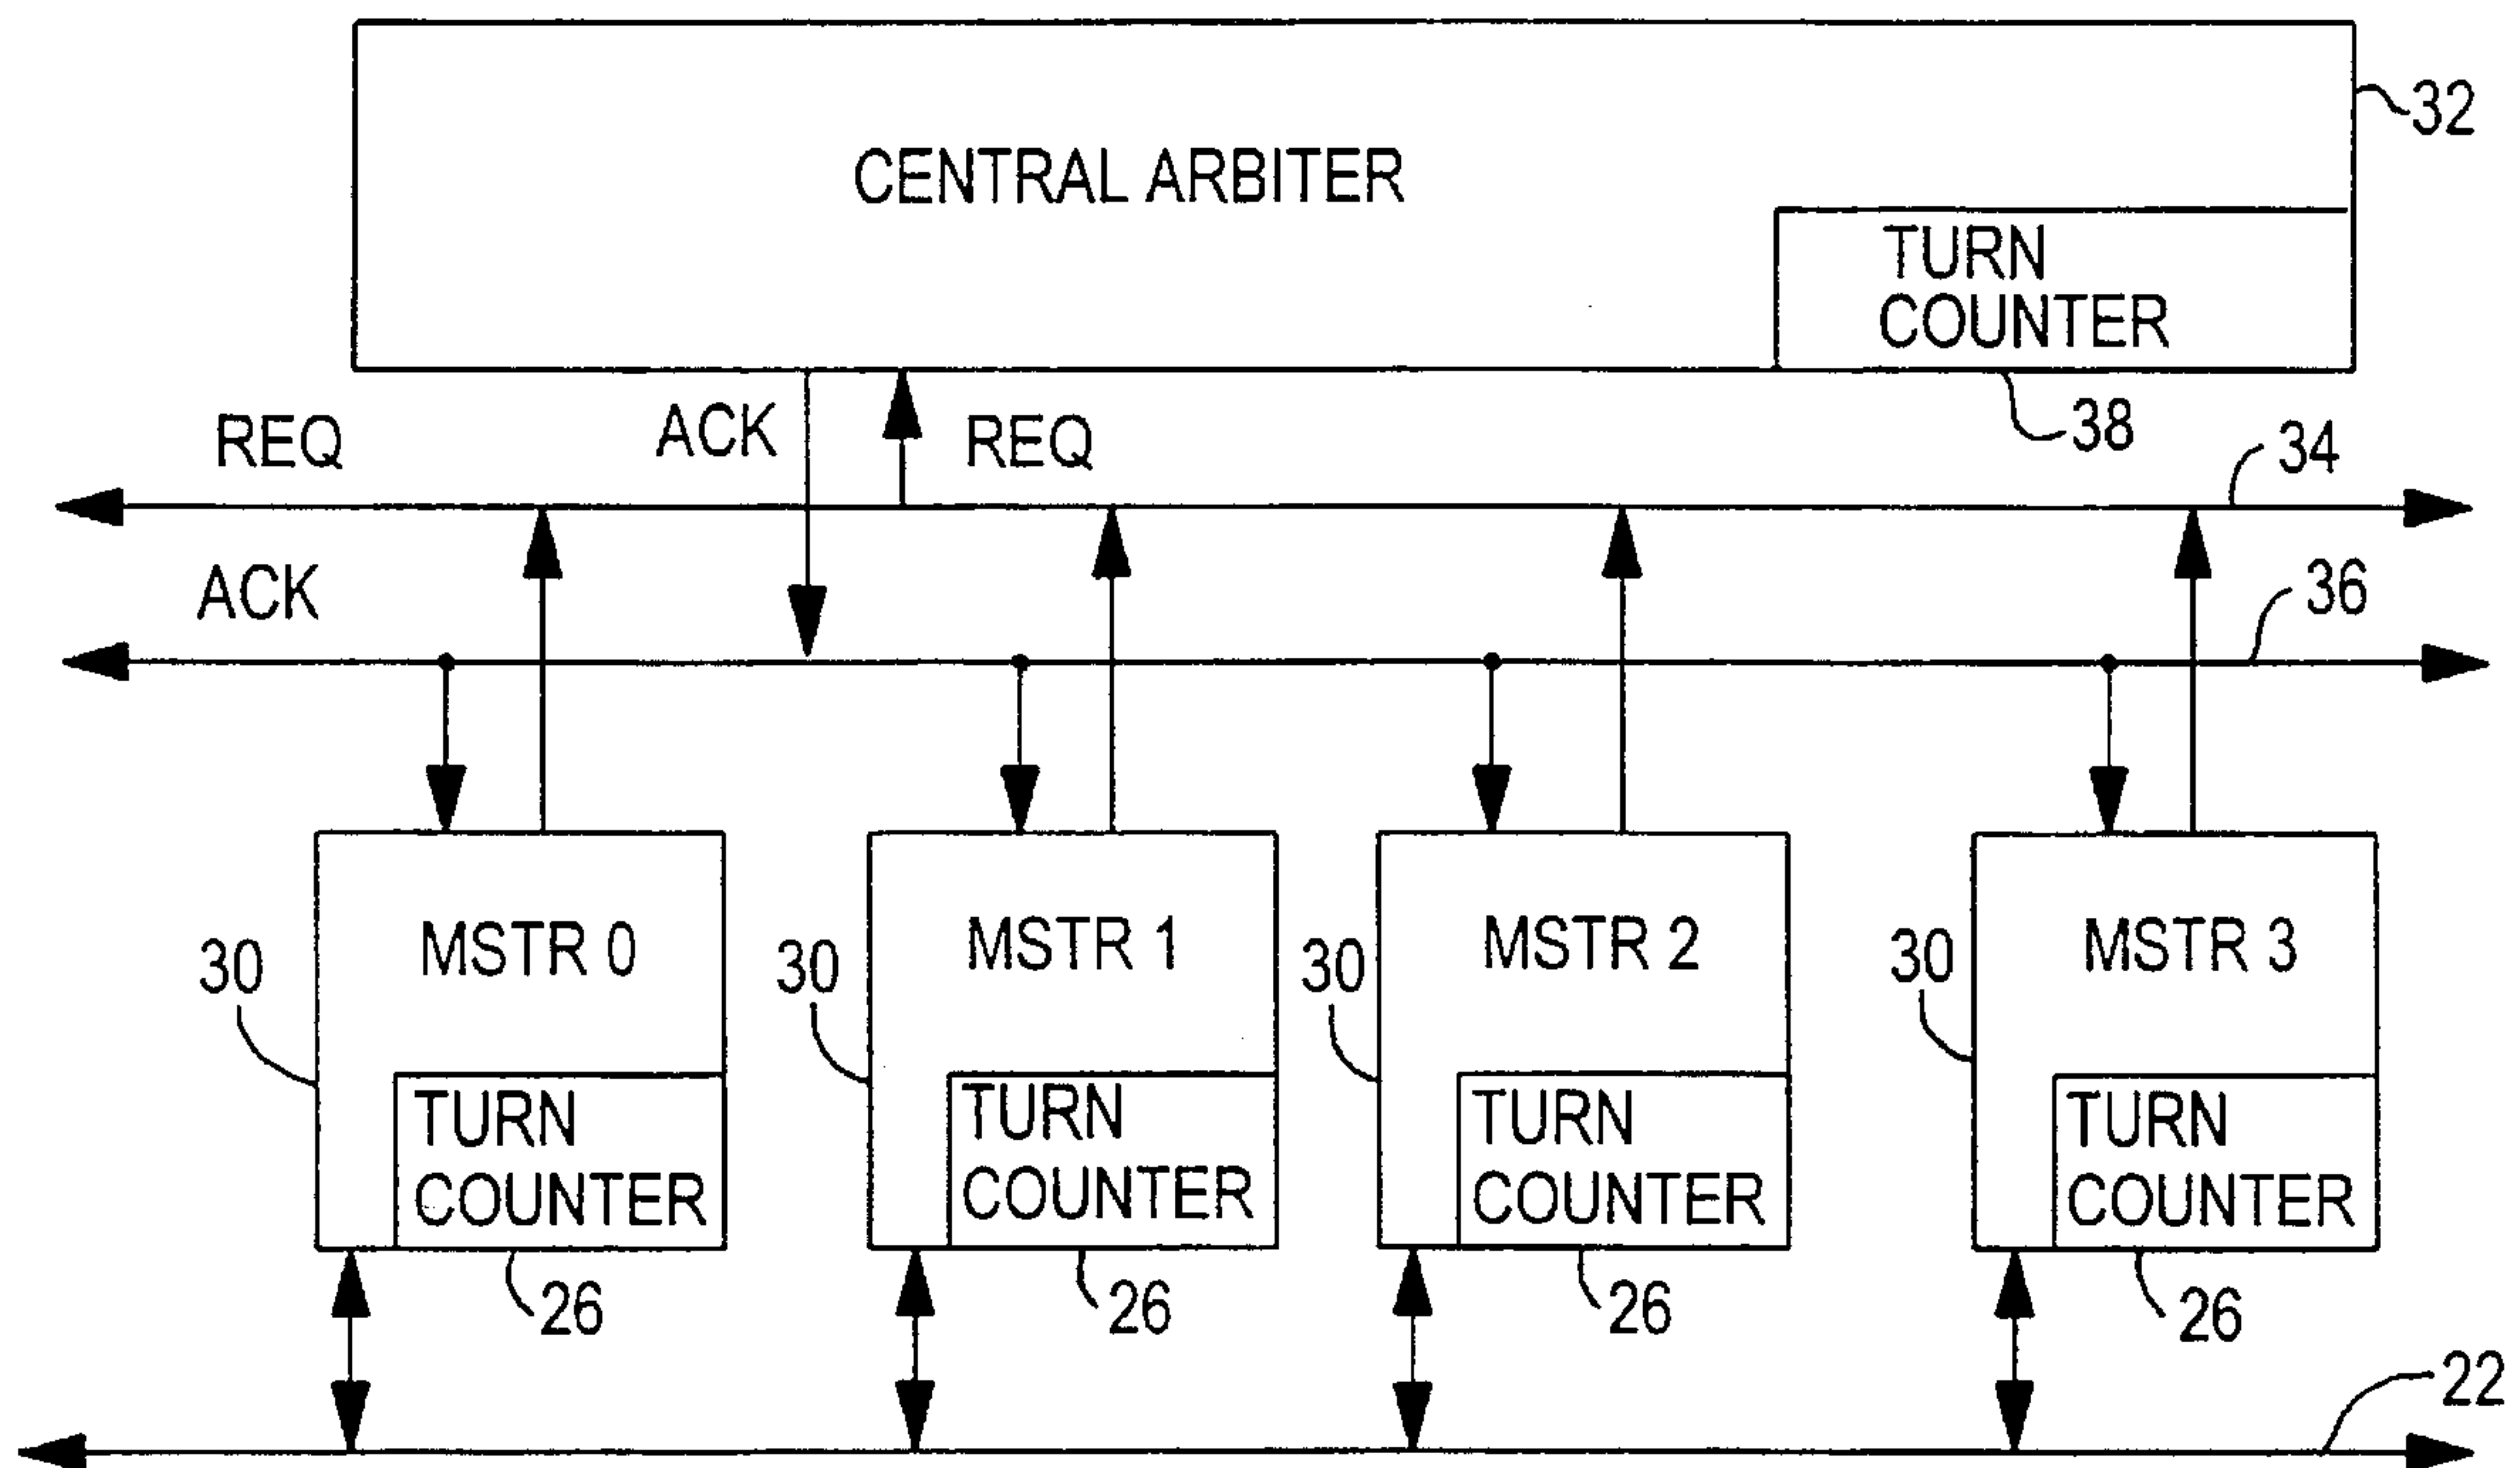 32
CENTRAL ARBITER
TURN
COUNTER
38
REQ
ACK
REQ
34
ACK
36
30
MSTR 0
TURN
COUNTER
26
30
MSTR 1
TURN
COUNTER
26
30
MSTR 2
TURN
COUNTER
26
30
MSTR 3
TURN
COUNTER
26
22